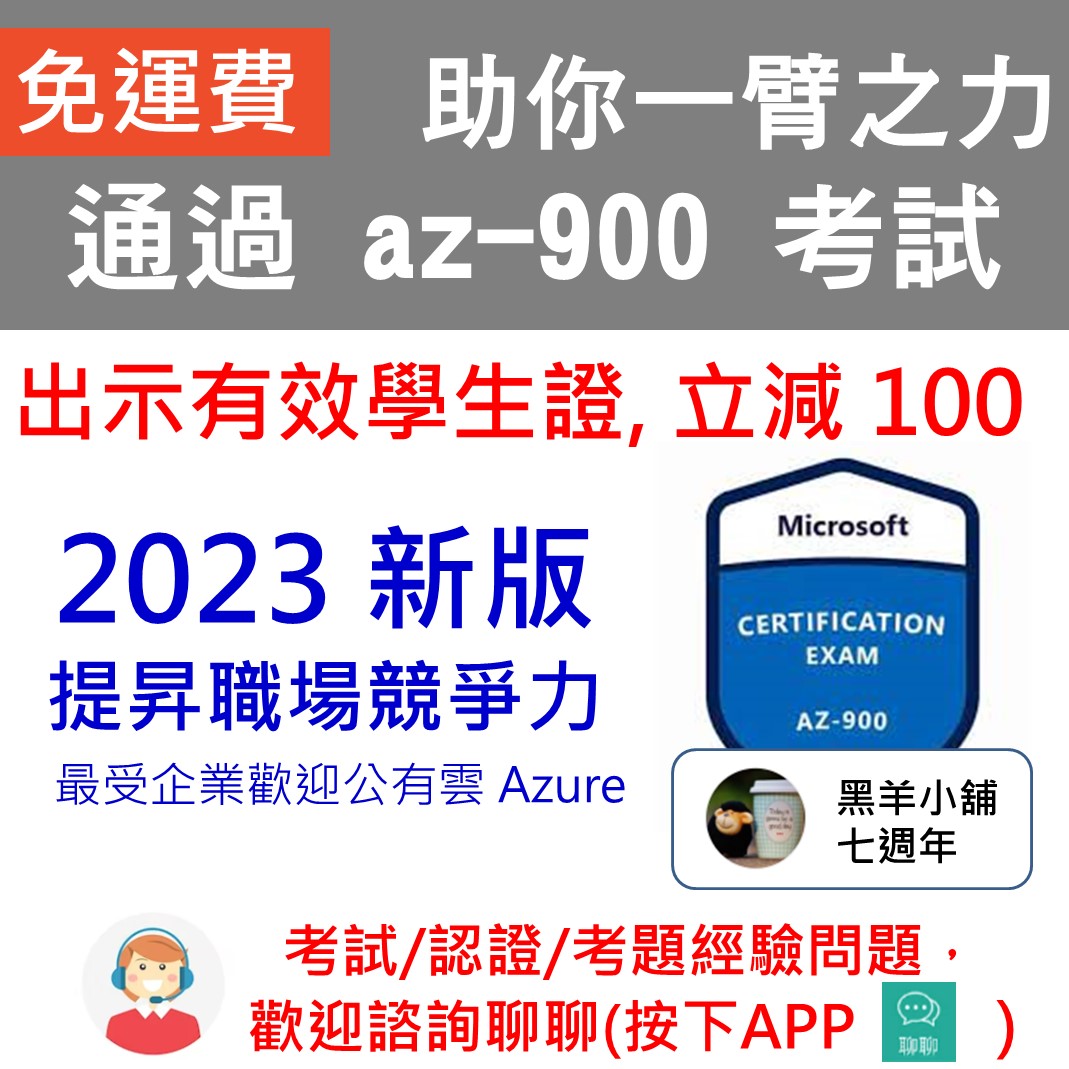 免運費
助你一臂之力
通過 az-900 考試
出示有效學生證, 立減 100
2023 新版
提昇職場競爭力
最受企業歡迎公有雲 Azure
Microsoft
CERTIFICATION
EXAM
AZ-900
黑羊小舖
七週年
考試/認證/考題經驗問題，
歡迎諮詢聊聊(按下APP 聊聊 )